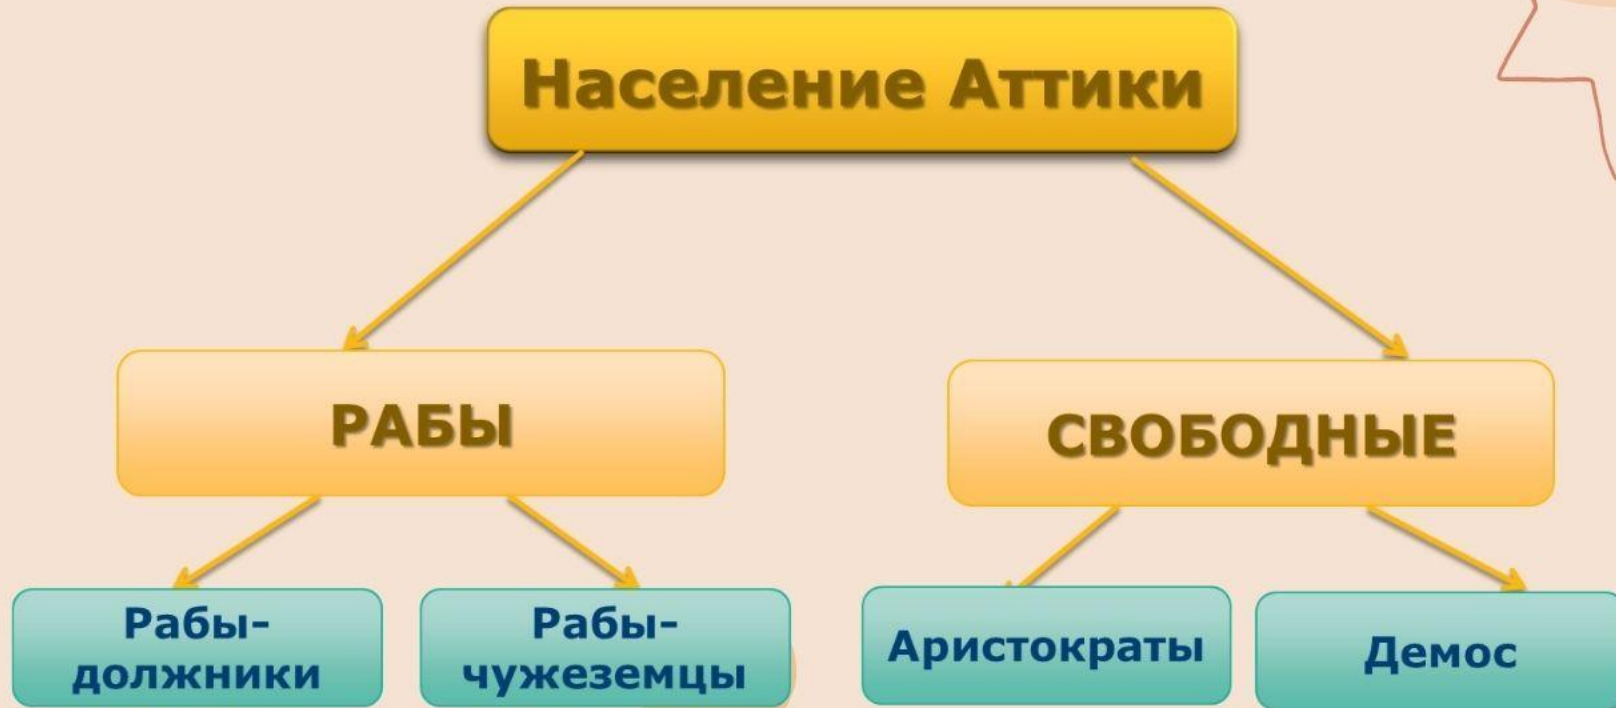 Население Аттики
РАБЫ
СВОБОДНЫЕ
Рабы-
должники
Рабы-
чужеземцы
Аристократы
Демос